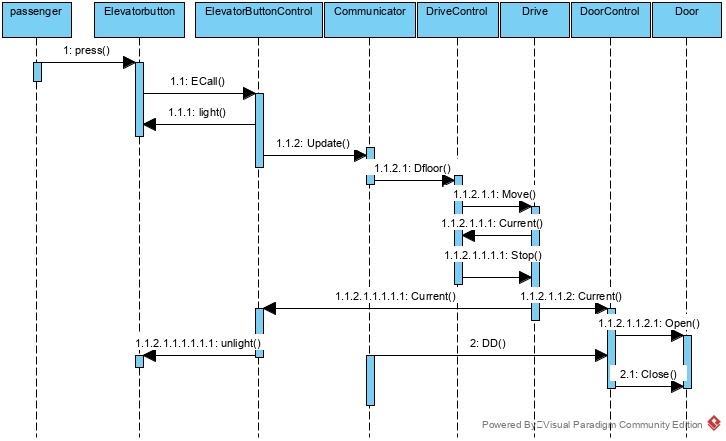 passenger
Elevatorbutton
ElevatorButtonControl
Communicator
DriveControl
Drive
DoorControl
Door
1: press()
1.1: ECall()
1.1.1: light()
1.1.2: Update()
1.1.2.1: Dfloor()
1.1.2.1.1: Move()
1.1.2.1.1.1: Current()
1.1.2.1.1.1.1: Stop()
1.1.2.1.1.1.1.1: Current()
1.1.2.1.1.2: Current()
1.1.2.1.1.2.1: Open()
1.1.2.1.1.1.1.1.1: unlight()
2: DD()
2.1: Close()
Powered By Visual Paradigm Community Edition